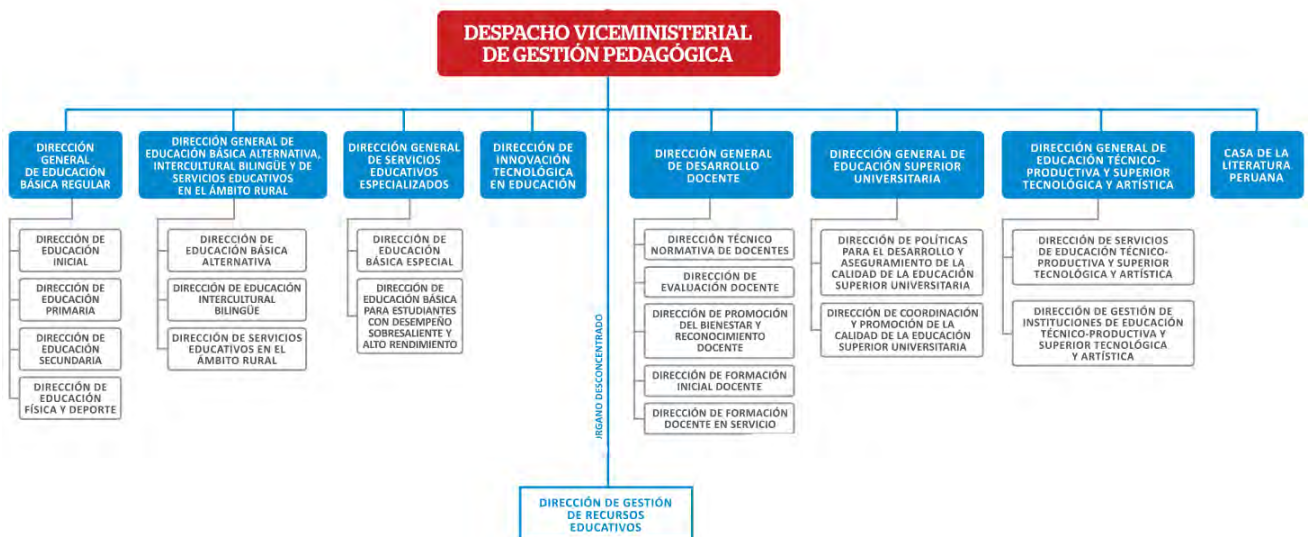 DESPACHO VICEMINISTERIAL
DE GESTIÓN PEDAGÓGICA
DIRECCIÓN
GENERAL
DE EDUCACIÓN
BÁSICA REGULAR
DIRECCIÓN DE
EDUCACIÓN
INICIAL
DIRECCIÓN DE
EDUCACIÓN
PRIMARIA
DIRECCIÓN DE
EDUCACIÓN
SECUNDARIA
DIRECCIÓN DE
EDUCACIÓN
FÍSICA Y DEPORTE
DIRECCIÓN GENERAL DE
EDUCACIÓN BÁSICA ALTERNATIVA,
INTERCULTURAL BILINGÜE Y DE
SERVICIOS EDUCATIVOS
EN EL ÁMBITO RURAL
DIRECCIÓN DE
EDUCACIÓN BÁSICA
ALTERNATIVA
DIRECCIÓN DE EDUCACIÓN
INTERCULTURAL
BILINGÜE
DIRECCIÓN DE SERVICIOS
EDUCATIVOS EN EL
ÁMBITO RURAL
DIRECCIÓN GENERAL
DE SERVICIOS
EDUCATIVOS
ESPECIALIZADOS
DIRECCIÓN DE
EDUCACIÓN
BÁSICA ESPECIAL
DIRECCIÓN DE
EDUCACIÓN BÁSICA
PARA ESTUDIANTES
CON DESEMPEÑO
SOBRESALIENTE Y
ALTO RENDIMIENTO
DIRECCIÓN DE
INNOVACIÓN
TECNOLÓGICA
EN EDUCACIÓN
DIRECCIÓN GENERAL
DE DESARROLLO
DOCENTE
DIRECCIÓN TÉCNICO
NORMATIVA DE DOCENTES
DIRECCIÓN DE
EVALUACIÓN DOCENTE
DIRECCIÓN DE PROMOCIÓN
DEL BIENESTAR Y
RECONOCIMIENTO
DOCENTE
DIRECCIÓN DE FORMACIÓN
INICIAL DOCENTE
DIRECCIÓN DE FORMACIÓN
DOCENTE EN SERVICIO
DIRECCIÓN GENERAL DE
EDUCACIÓN SUPERIOR
UNIVERSITARIA
DIRECCIÓN DE POLÍTICAS
PARA EL DESARROLLO Y
ASEGURAMIENTO DE LA
CALIDAD DE LA EDUCACIÓN
SUPERIOR UNIVERSITARIA
DIRECCIÓN DE COORDINACIÓN
Y PROMOCIÓN DE LA
CALIDAD DE LA EDUCACIÓN
SUPERIOR UNIVERSITARIA
DIRECCIÓN GENERAL DE
EDUCACIÓN TÉCNICO-
PRODUCTIVA Y SUPERIOR
TECNOLÓGICA Y ARTÍSTICA
DIRECCIÓN DE SERVICIOS
DE EDUCACIÓN TÉCNICO-
PRODUCTIVA Y SUPERIOR
TECNOLÓGICA Y ARTÍSTICA
DIRECCIÓN DE GESTIÓN DE
INSTITUCIONES DE EDUCACIÓN
TÉCNICO-PRODUCTIVA Y
SUPERIOR TECNOLÓGICA
Y ARTÍSTICA
CASA DE LA
LITERATURA
PERUANA
ÓRGANO DESCONCENTRADO
DIRECCIÓN DE GESTIÓN
DE RECURSOS
EDUCATIVOS